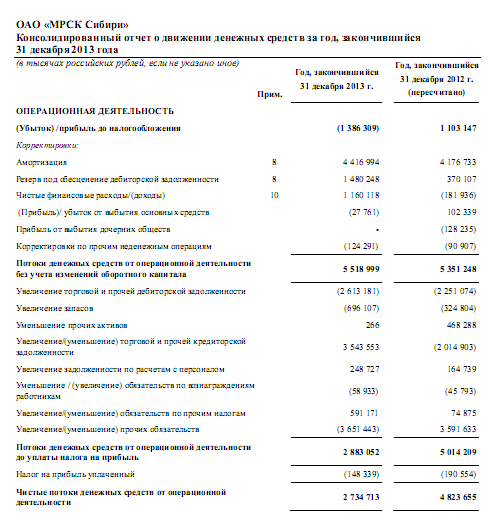 ОАО «МРСК Сибири»
Консолидированный отчет о движении денежных средств за год, закончившийся
31 декабря 2013 года
(в тысячах российских рублей, если не указано иное)
Прим.
Год, закончившийся
31 декабря 2013 г.
Год, закончившийся
31 декабря 2012 г.
(пересчитано)
ОПЕРАЦИОННАЯ ДЕЯТЕЛЬНОСТЬ
(Убыток) /прибыль до налогообложения (1 386 309) 1 103 147
Корректировки:
Амортизация 8 4 416 994 4 176 733
Резерв под обесценение дебиторской задолженности 8 1 480 248 370 107
Чистые финансовые расходы/(доходы) 10 1 160 118 (181 936)
(Прибыль)/ убыток от выбытия основных средств (27 761) 102 339
Прибыль от выбытия дочерних обществ - (128 235)
Корректировки по прочим неденежным операциям (124 291) (90 907)
Потоки денежных средств от операционной деятельности
без учета изменений оборотного капитала 5 518 999 5 351 248
Увеличение торговой и прочей дебиторской задолженности (2 613 181) (2 251 074)
Увеличение запасов (696 107) (324 804)
Уменьшение прочих активов 266 468 288
Увеличение/(уменьшение) торговой и прочей кредиторской
задолженности 3 543 553 (2 014 903)
Увеличение задолженности по расчетам с персоналом 248 727 164 739
Уменьшение / (увеличение) обязательств по вознаграждениям
работникам (58 933) (45 793)
Увеличение/(уменьшение) обязательств по прочим налогам 591 171 74 875
Увеличение/(уменьшение) прочих обязательств (3 651 443) 3 591 633
Потоки денежных средств от операционной деятельности
до уплаты налога на прибыль 2 883 052 5 014 209
Налог на прибыль уплаченный (148 339) (190 554)
Чистые потоки денежных средств от операционной
деятельности 2 734 713 4 823 655